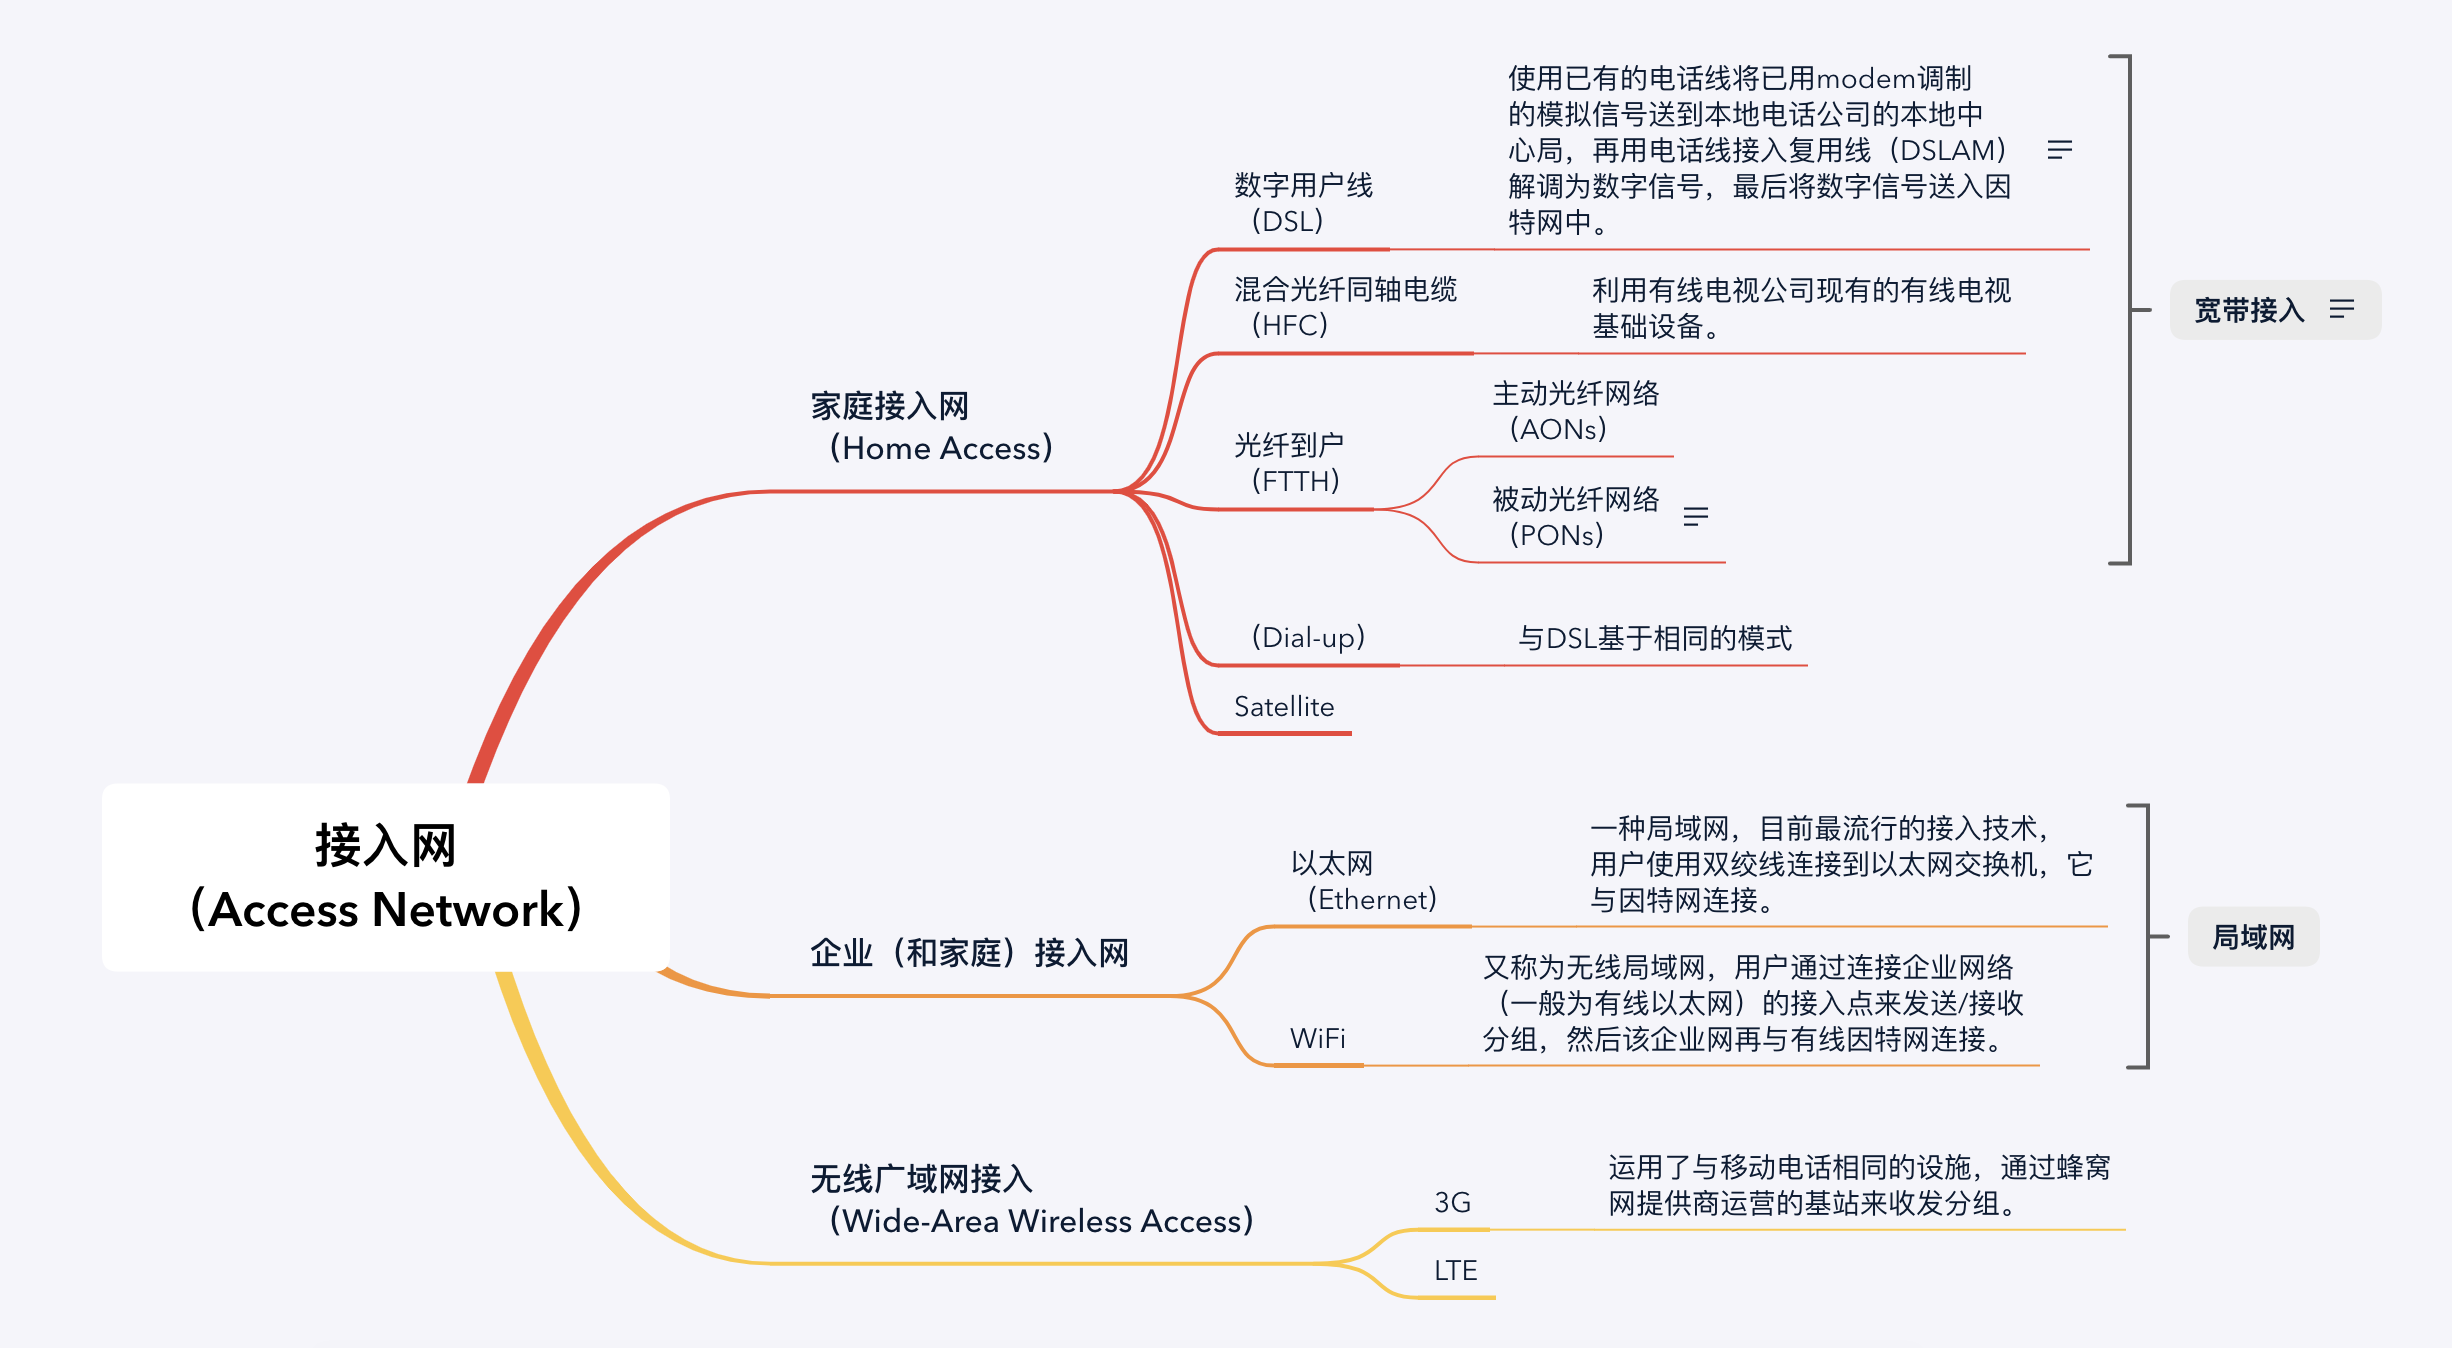 接入网
（Access Network）
家庭接入网
（Home Access）
数字用户线
（DSL）
使用已有的电话线将已用modem调制
的模拟信号送到本地电话公司的本地中
心局，再用电话线接入复用线（DSLAM）
解调为数字信号，最后将数字信号送入因
特网中。
混合光纤同轴电缆
（HFC）
利用有线电视公司现有的有线电视
基础设备。
光纤到户
（FTTH）
主动光纤网络
（AONs）
被动光纤网络
（PONs）
宽带接入
（Dial-up）
与DSL基于相同的模式
Satellite
企业（和家庭）接入网
以太网
（Ethernet）
一种局域网，目前最流行的接入技术，
用户使用双绞线连接到以太网交换机，它
与因特网连接。
WiFi
又称为无线局域网，用户通过连接企业网络
（一般为有线以太网）的接入点来发送/接收
分组，然后该企业网再与有线因特网连接。
局域网
无线广域网接入
（Wide-Area Wireless Access）
3G
运用了与移动电话相同的设施，通过蜂窝
网提供商运营的基站来收发分组。
LTE